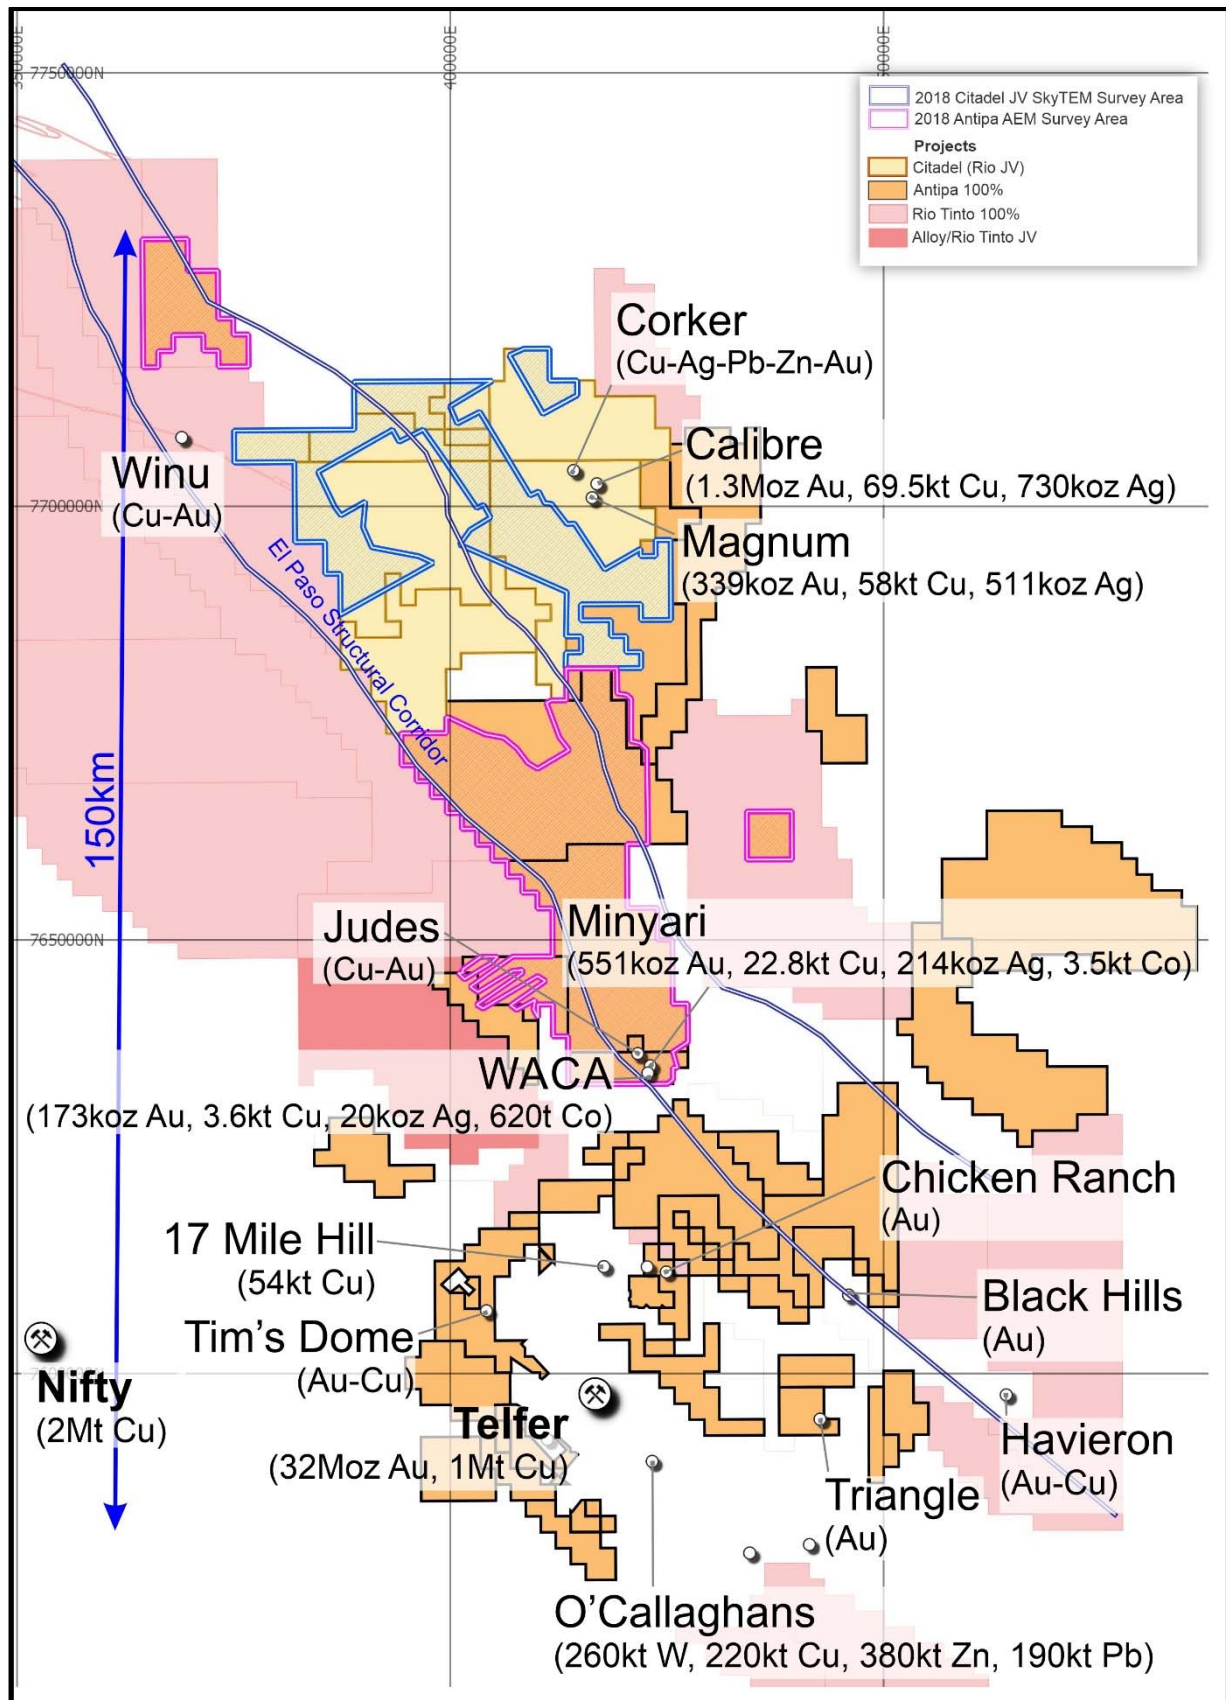 350000E
400000E
50000E
7750000N
2018 Citadel JV SkyTEM Survey Area
2018 Antipa AEM Survey Area
Projects
Citadel (Rio JV)
Antipa 100%
Rio Tinto 100%
Alloy/Rio Tinto JV
Corker
(Cu-Ag-Pb-Zn-Au)
Calibre
(1.3Moz Au, 69.5kt Cu, 730koz Ag)
Winu
(Cu-Au)
7700000N
Magnum
(339koz Au, 58kt Cu, 511koz Ag)
El Paso Structural Corridor
150km
Judes
(Cu-Au)
Minyari
(551koz Au, 22.8kt Cu, 214koz Ag, 3.5kt Co)
7650000N
WACA
(173koz Au, 3.6kt Cu, 20koz Ag, 620t Co)
Chicken Ranch
(Au)
17 Mile Hill
(54kt Cu)
Black Hills
(Au)
Tim's Dome
(Au-Cu)
Nifty
(2Mt Cu)
Telfer
(32Moz Au, 1Mt Cu)
Havieron
(Au-Cu)
Triangle
(Au)
O'Callaghans
(260kt W, 220kt Cu, 380kt Zn, 190kt Pb)